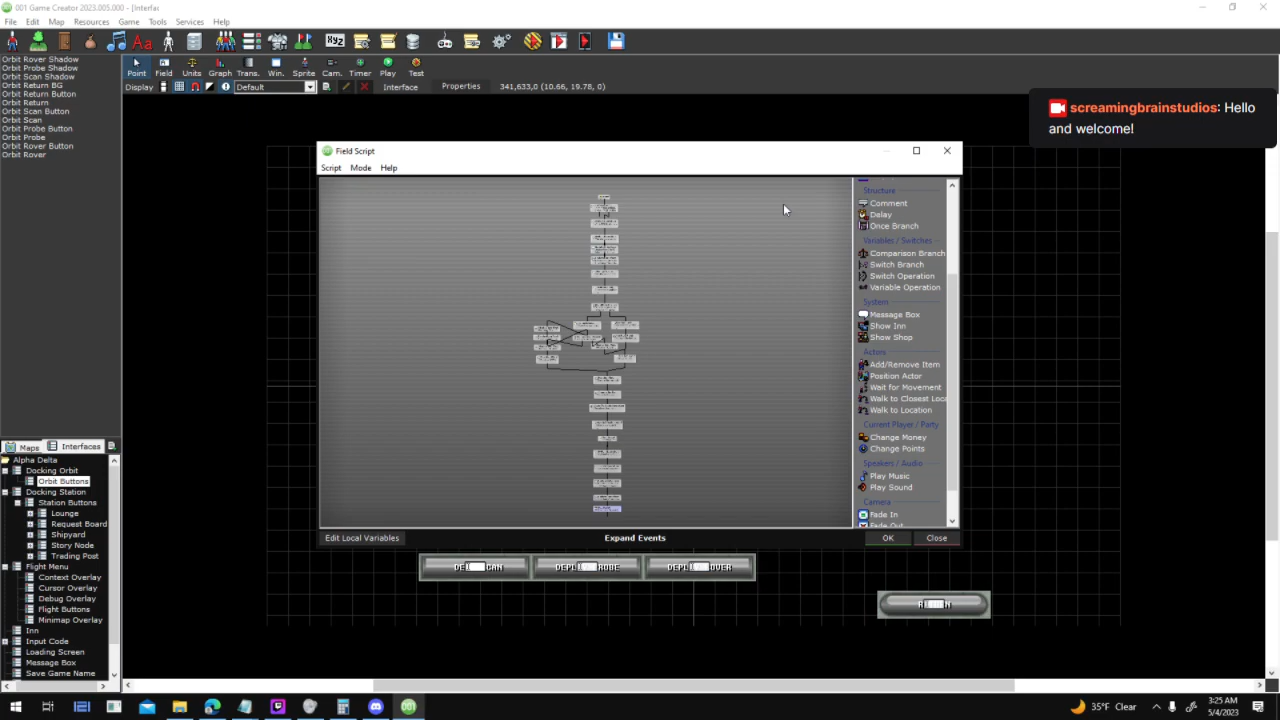 001 Game Creator 2023.005.000 - [Interfac
File Edit Map Resources Game Tools Services Help
Orbit Rover Shadow
Orbit Probe Shadow
Orbit Scan Shadow
Orbit Return BG
Orbit Return Button
Orbit Return
Orbit Scan Button
Orbit Scan
Orbit Probe Button
Orbit Probe
Orbit Rover Button
Orbit Rover
Point Field Units Graph Trans. Win. Sprite Cam. Timer Play Test
Display Default Interface Properties 341,633,0 (10.66, 19.78, 0)
screamingbrainstudios: Hello
and welcome!
Field Script
Script Mode Help
Structure
Comment
Delay
Once Branch
Variables / Switches
Comparison Branch
Switch Branch
Switch Operation
Variable Operation
System
Message Box
Show Inn
Show Shop
Actors
Add/Remove Item
Position Actor
Wait for Movement
Walk to Closest Loc
Walk to Location
Current Player / Party
Change Money
Change Points
Speakers / Audio
Play Music
Play Sound
Camera
Fade In
Fade Out
Edit Local Variables Expand Events OK Close
Maps Interfaces
Alpha Delta
Docking Orbit
Orbit Buttons
Docking Station
Station Buttons
Lounge
Request Board
Shipyard
Story Node
Trading Post
Flight Menu
Context Overlay
Cursor Overlay
Debug Overlay
Flight Buttons
Minimap Overlay
Inn
Input Code
Loading Screen
Message Box
Save Game Name
35°F Clear
3:25 AM
5/4/2023